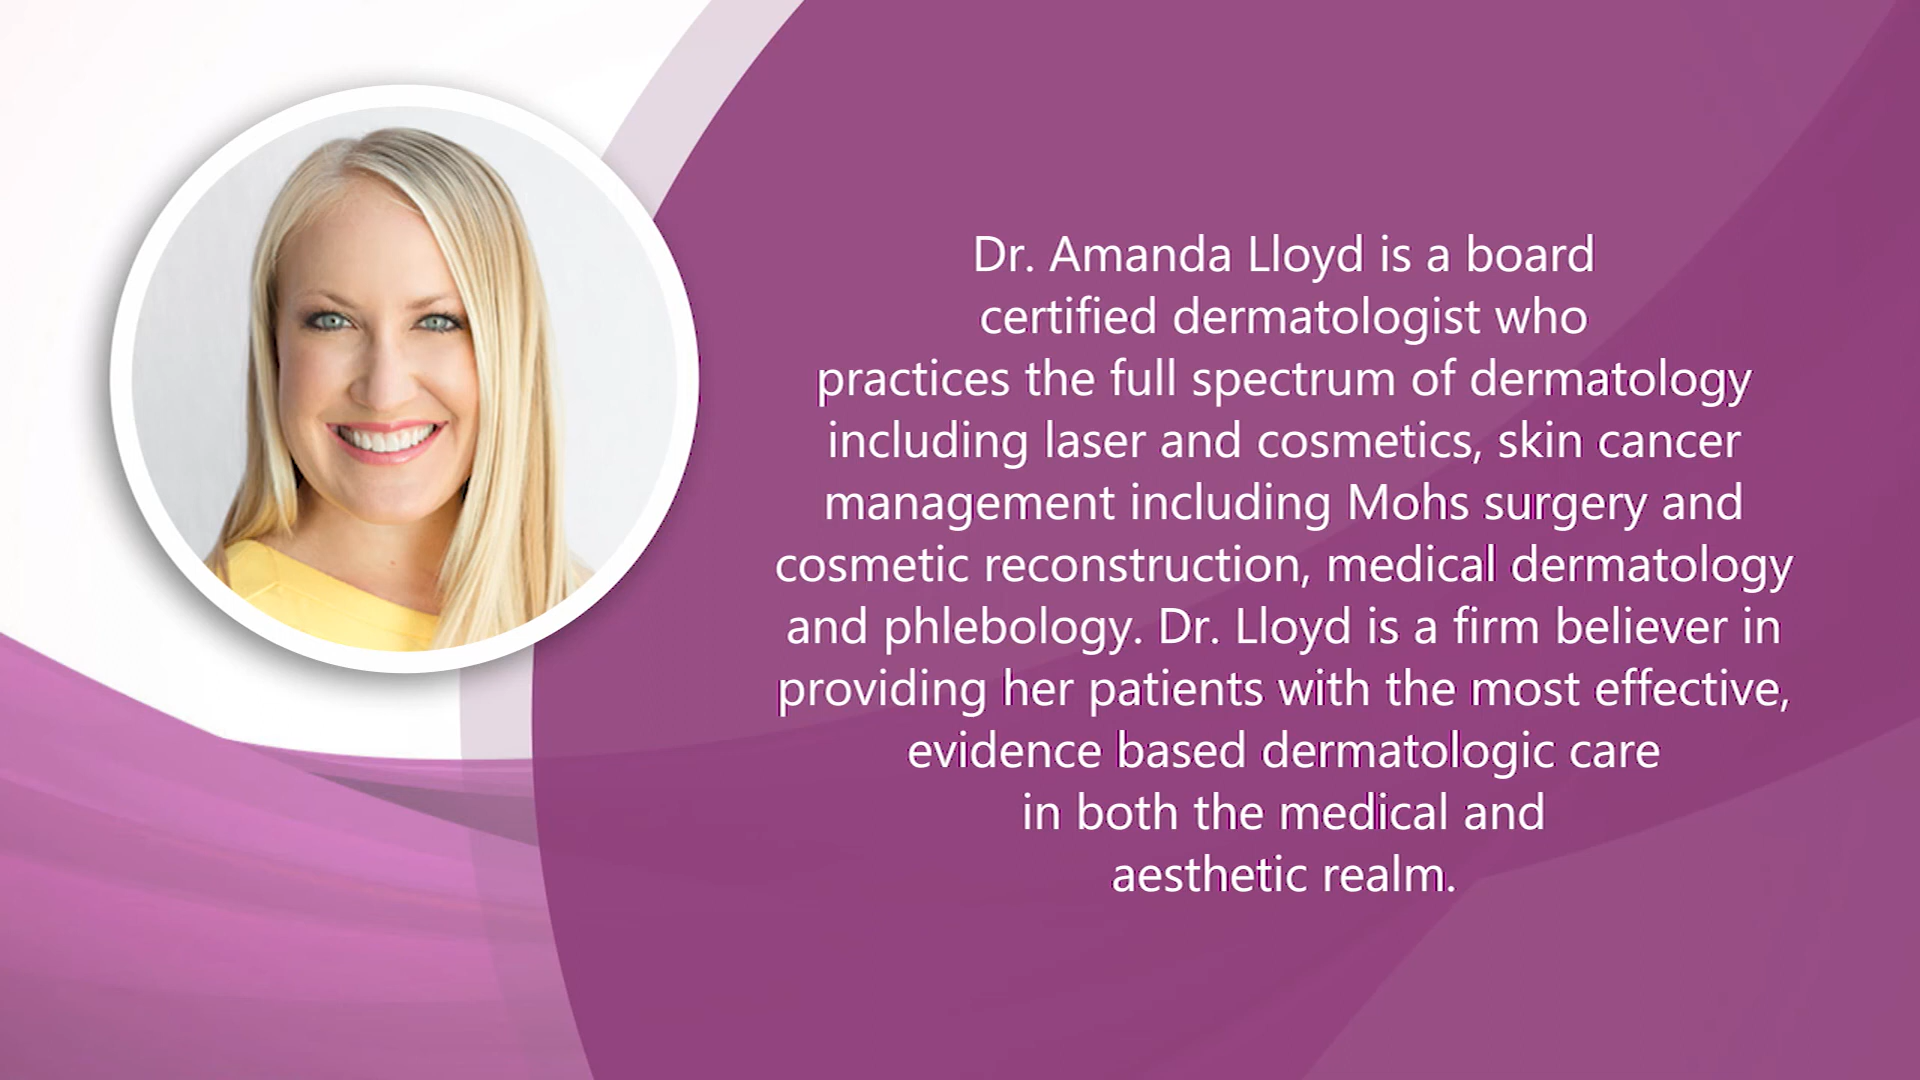 Dr. Amanda Lloyd is a board
certified dermatologist who
practices the full spectrum of dermatology
including laser and cosmetics, skin cancer
management including Mohs surgery and
cosmetic reconstruction, medical dermatology
and phlebology. Dr. Lloyd is a firm believer in
providing her patients with the most effective,
evidence based dermatologic care
in both the medical and
aesthetic realm.